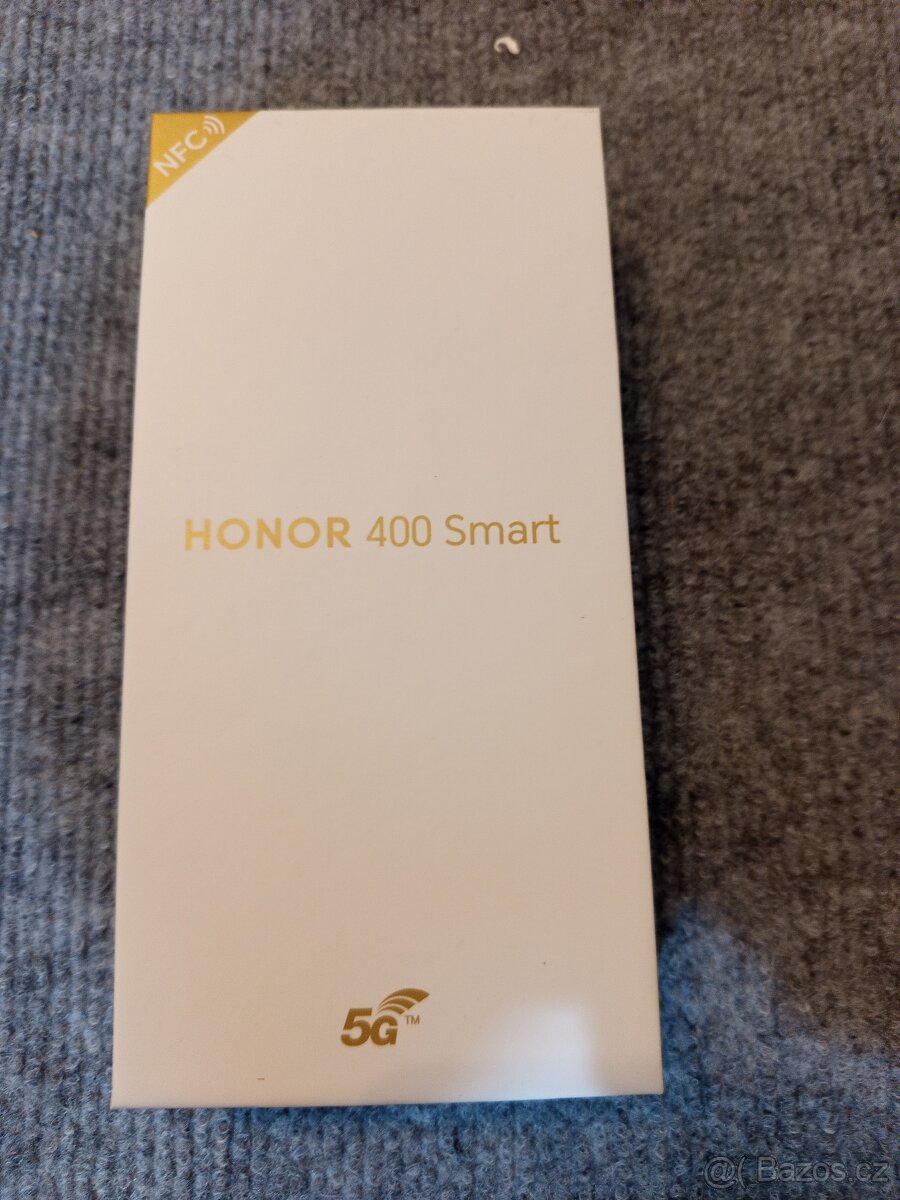 NFC
HONOR 400 Smart
5G™
@( Bazos.cz